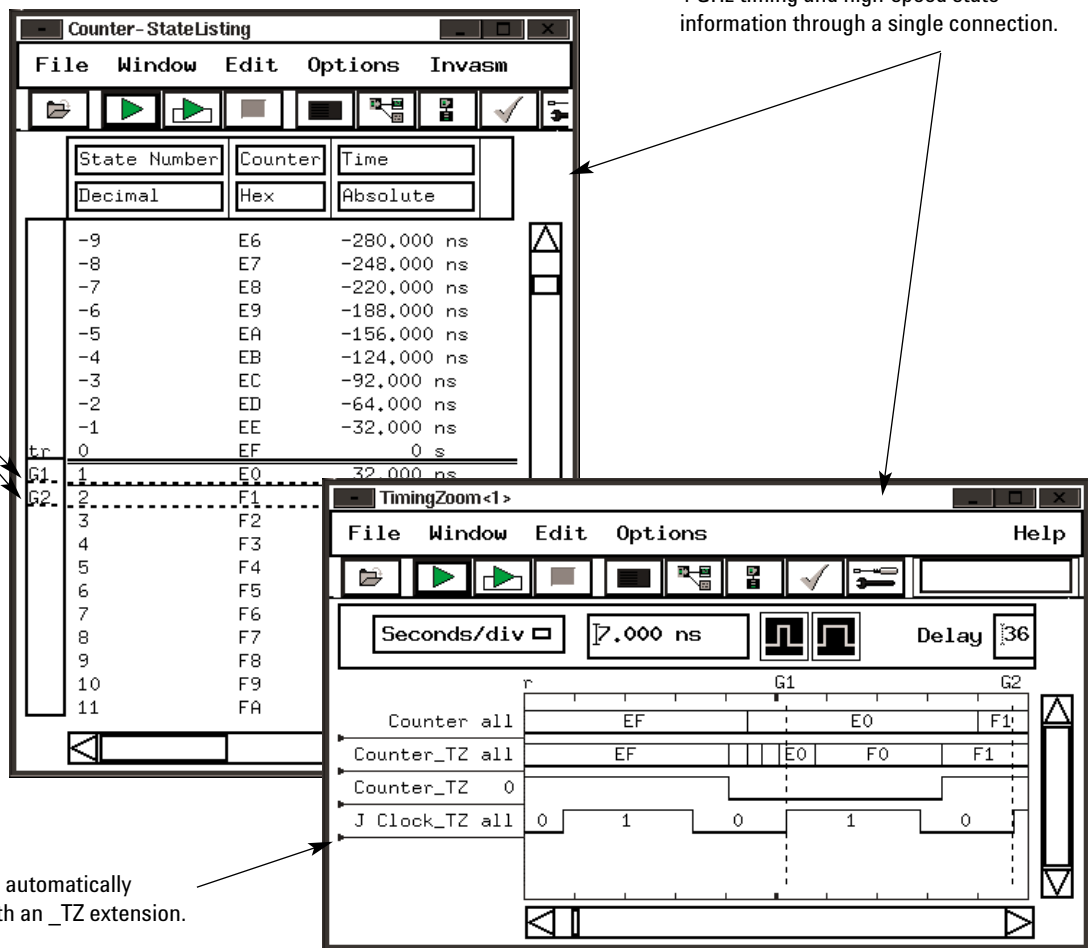 information through a single connection.
Counter-StateListing
File Window Edit Options Invasm
State Number Counter Time
Decimal Hex Absolute
-9 E6 -280.000 ns
-8 E7 -248.000 ns
-7 E8 -220.000 ns
-6 E9 -188.000 ns
-5 EA -156.000 ns
-4 EB -124.000 ns
-3 EC -92.000 ns
-2 ED -64.000 ns
-1 EE -32.000 ns
tr 0 EF 0 s
G1 1 E0 32.000 ns
G2 2 F1
3 F2
4 F3
5 F4
6 F5
7 F6
8 F7
9 F8
10 F9
11 FA
TimingZoom<1>
File Window Edit Options Help
Seconds/div 7.000 ns Delay 36
r G1 G2
Counter all EF E0 F1
Counter_TZ all EF E0 F0 F1
Counter_TZ 0
J Clock_TZ all 0 1 0 1 0
automatically
th an _TZ extension.